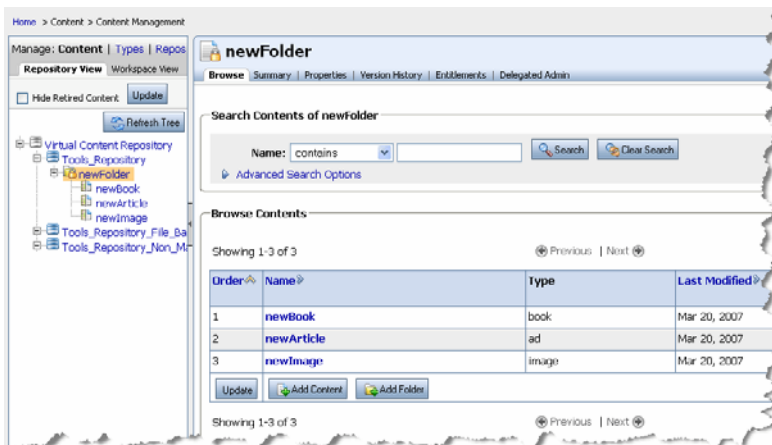 Home > Content > Content Management
Manage: Content | Types | Repos
Repository View Workspace View
Hide Retired Content Update
Refresh Tree
Virtual Content Repository
Tools_Repository
newFolder
newBook
newArticle
newImage
Tools_Repository_File_Ba
Tools_Repository_Non_Ma
newFolder
Browse Summary | Properties | Version History | Entitlements | Delegated Admin
Search Contents of newFolder
Name: contains Search Clear Search
Advanced Search Options
Browse Contents
Showing 1-3 of 3 Previous | Next
Order Name Type Last Modified
1 newBook book Mar 20, 2007
2 newArticle ad Mar 20, 2007
3 newImage image Mar 20, 2007
Update Add Content Add Folder
Showing 1-3 of 3 Previous | Next